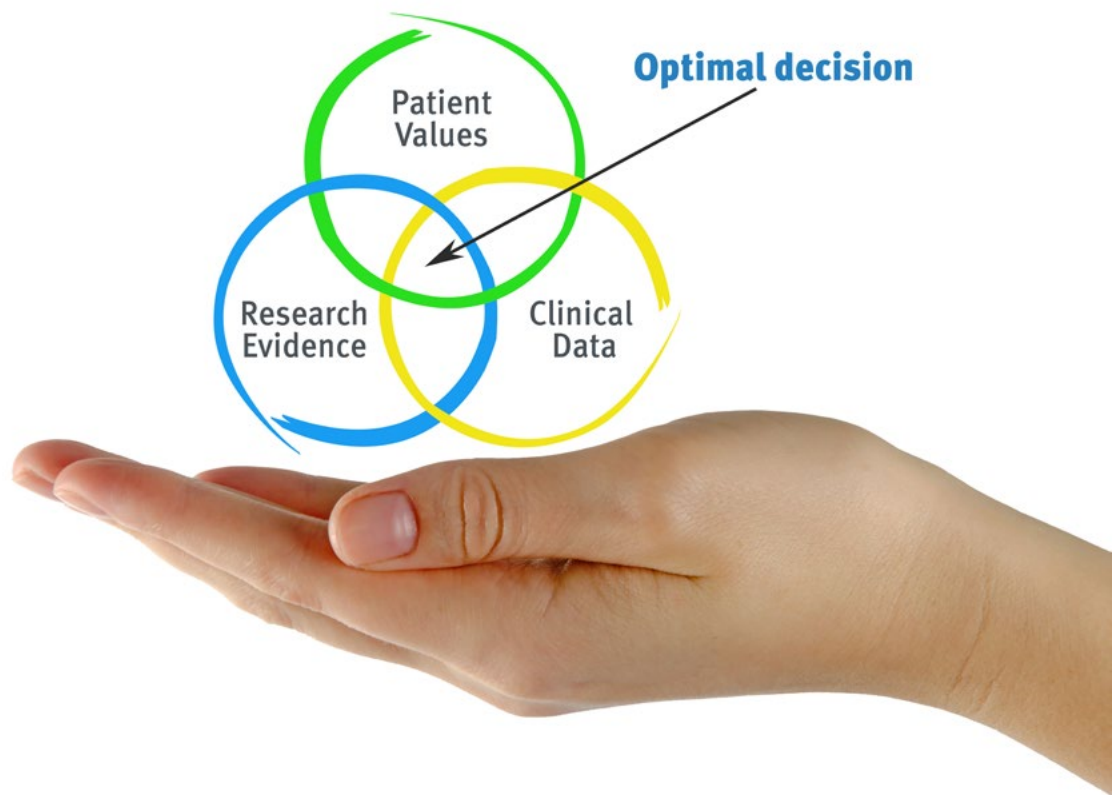 Optimal decision
Patient
Values
Research
Evidence
Clinical
Data